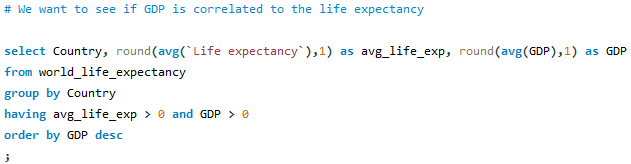 # We want to see if GDP is correlated to the life expectancy
select Country, round(avg(`Life expectancy`),1) as avg_life_exp, round(avg(GDP),1) as GDP
from world_life_expectancy
group by Country
having avg_life_exp > 0 and GDP > 0
order by GDP desc
;